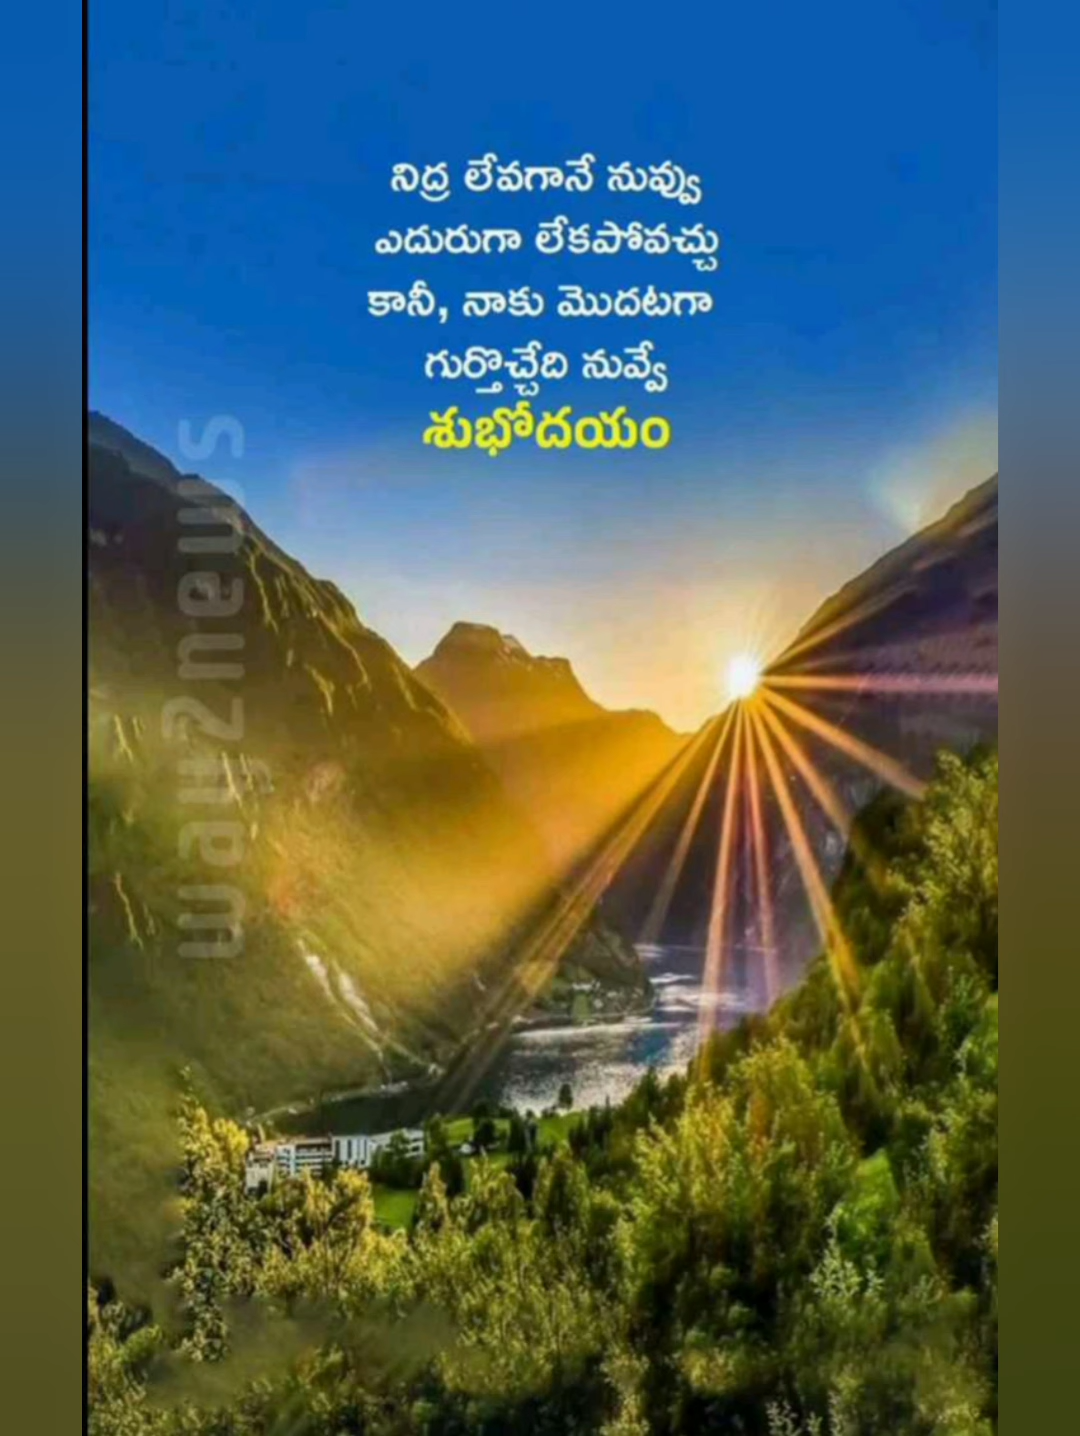 నిద్ర లేవగానే నువ్వు
ఎదురుగా లేకపోవచ్చు
కానీ, నాకు మొదటగా
గుర్తొచ్చేది నువ్వే
శుభోదయం
way2news